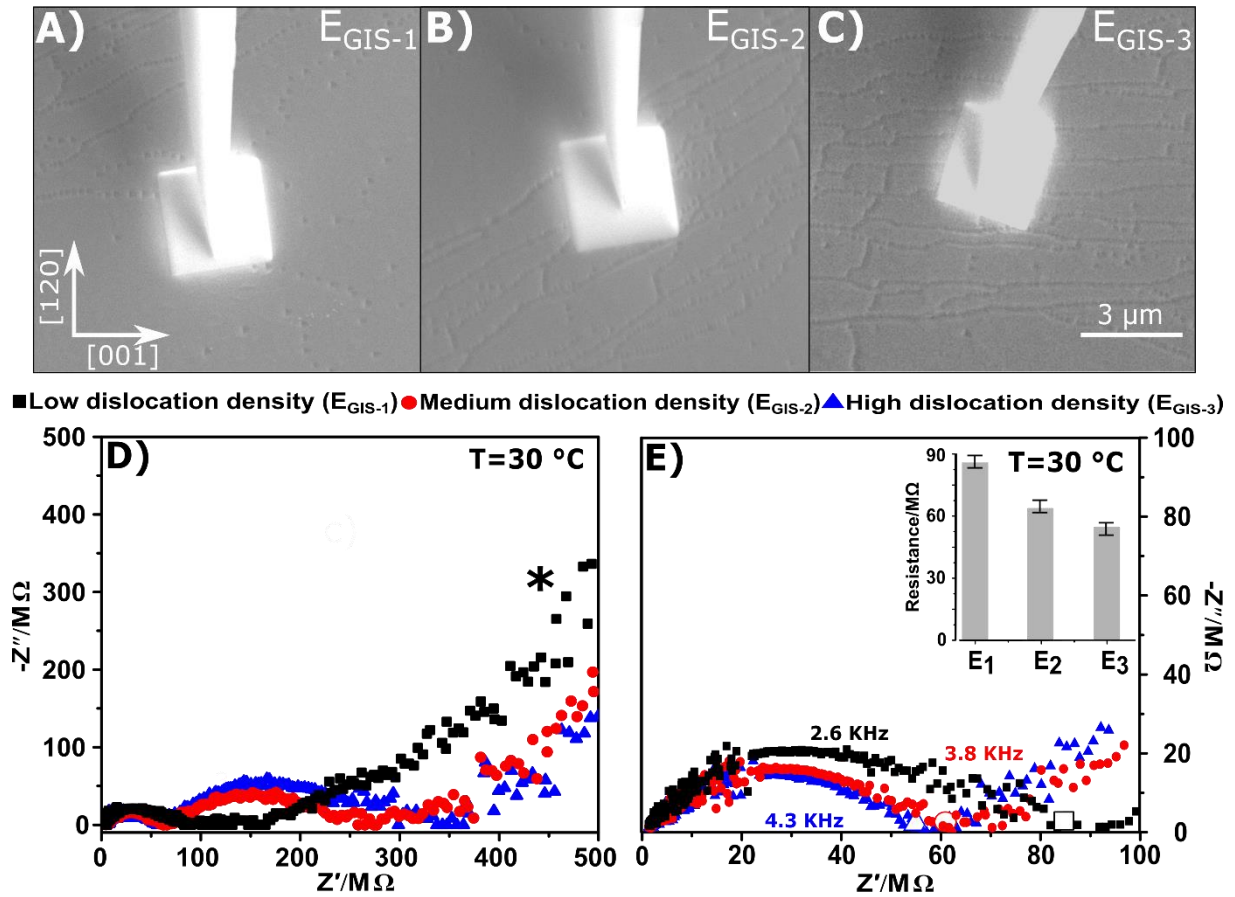 A) E_GIS-1
B) E_GIS-2
C) E_GIS-3
[120]
[001]
3 µm
■Low dislocation density (E_GIS-1) ●Medium dislocation density (E_GIS-2) ▲High dislocation density (E_GIS-3)
D) T=30 °C
500
400
300
*
200
100
0
-Z″/MΩ
0 100 200 300 400 500
Z′/MΩ
E) T=30 °C
90
60
30
0
Resistance/MΩ
E1 E2 E3
2.6 KHz
3.8 KHz
4.3 KHz
100
80
60
40
20
0
-Z″/MΩ
0 20 40 60 80 100
Z′/MΩ